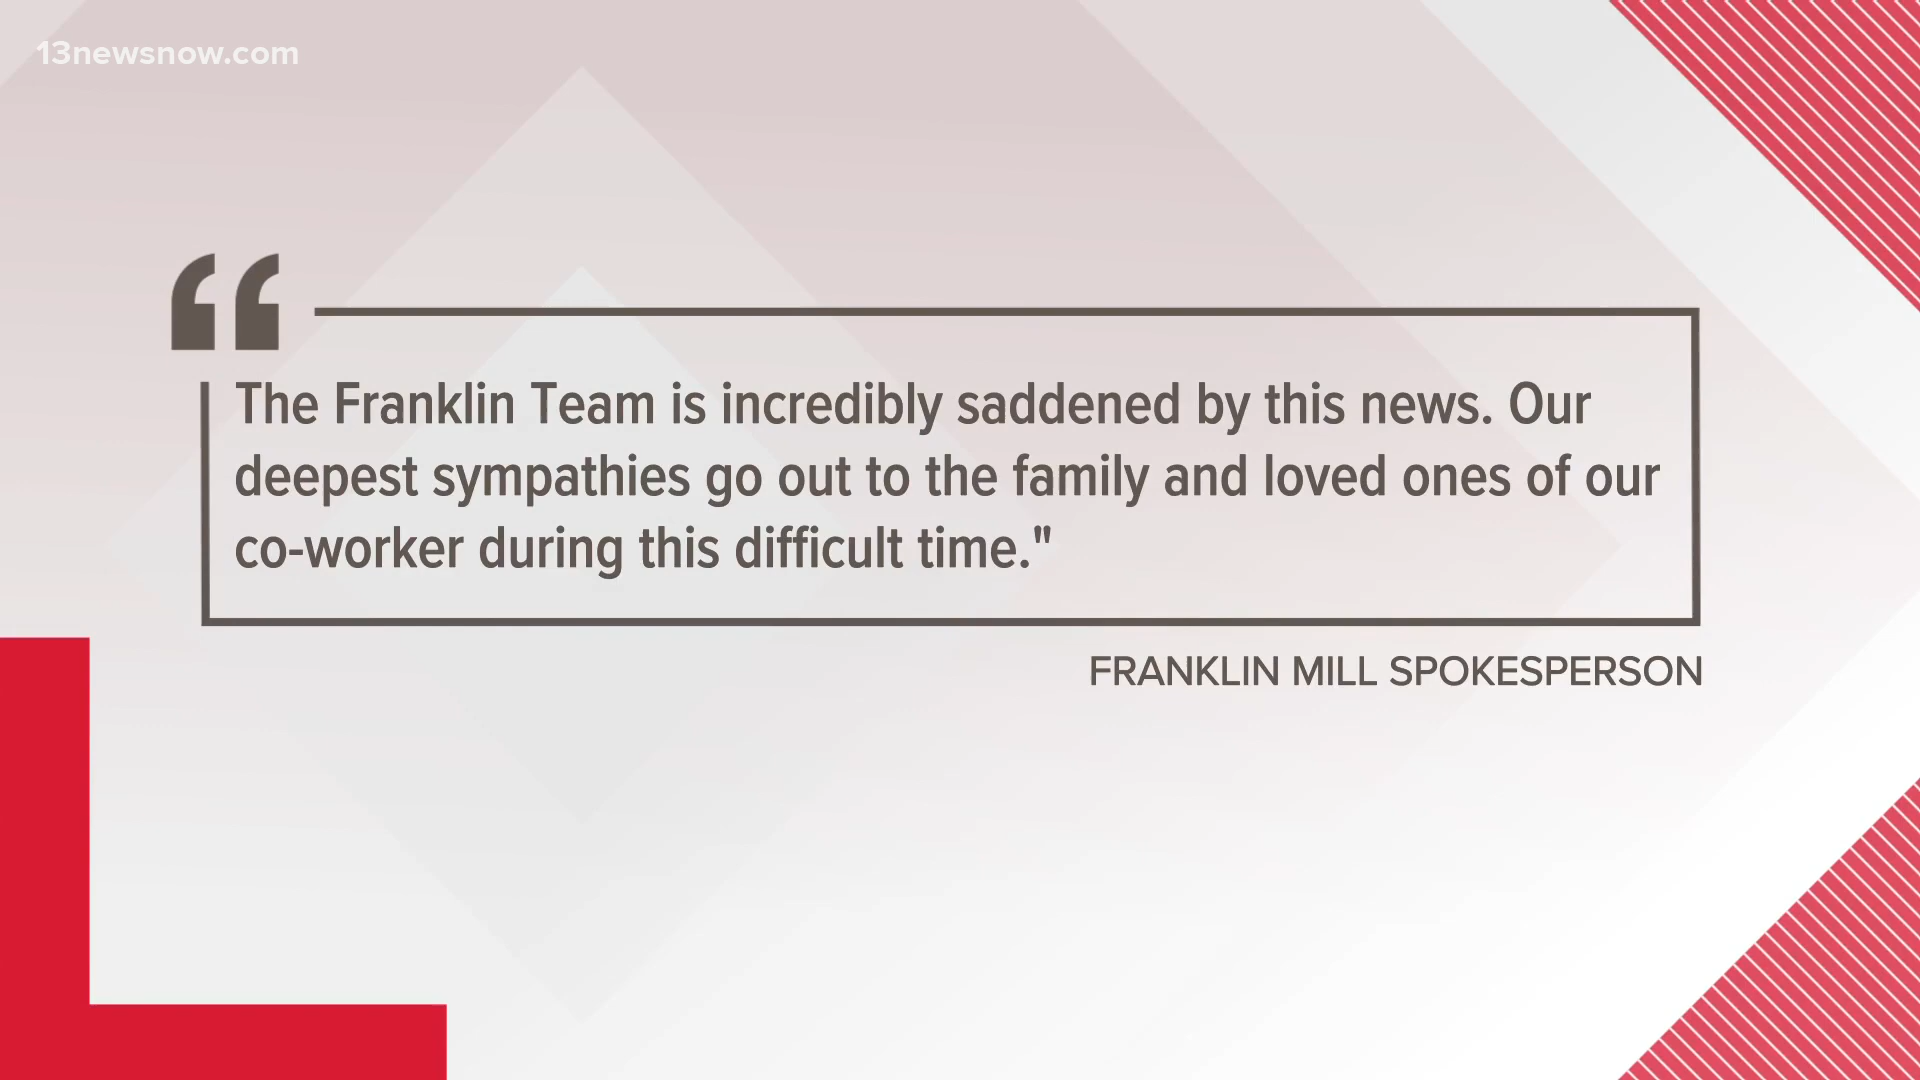 13newsnow.com
“
The Franklin Team is incredibly saddened by this news. Our
deepest sympathies go out to the family and loved ones of our
co-worker during this difficult time."
FRANKLIN MILL SPOKESPERSON